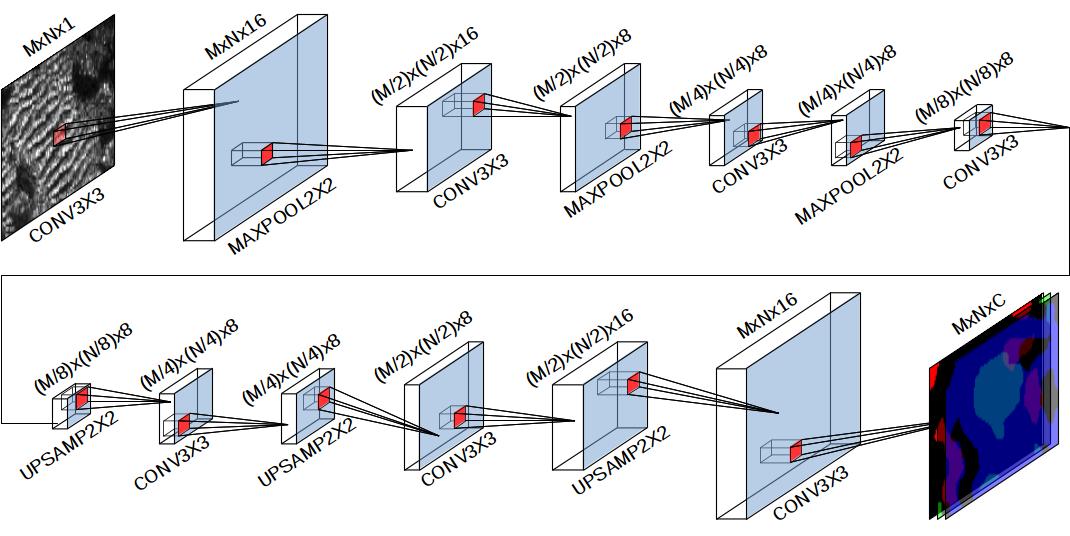 MxNx1
MxNx16
(M/2)x(N/2)x16
(M/2)x(N/2)x8
(M/4)x(N/4)x8
(M/4)x(N/4)x8
(M/8)x(N/8)x8
CONV3X3
MAXPOOL2X2
CONV3X3
MAXPOOL2X2
CONV3X3
MAXPOOL2X2
CONV3X3
(M/8)x(N/8)x8
(M/4)x(N/4)x8
(M/4)x(N/4)x8
(M/2)x(N/2)x8
(M/2)x(N/2)x16
MxNx16
MxNxC
UPSAMP2X2
CONV3X3
UPSAMP2X2
CONV3X3
UPSAMP2X2
CONV3X3